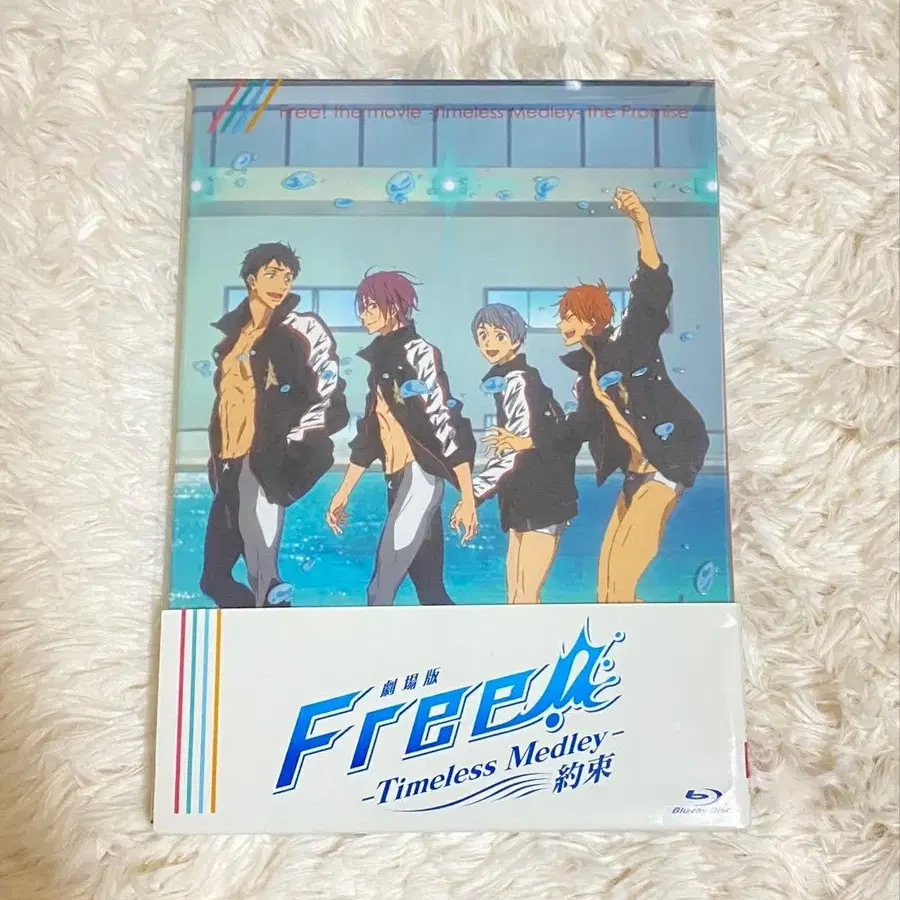 Free! the movie -Timeless Medley- the Promise
劇場版
Free!
-Timeless Medley-
約束
Blu-ray Disc